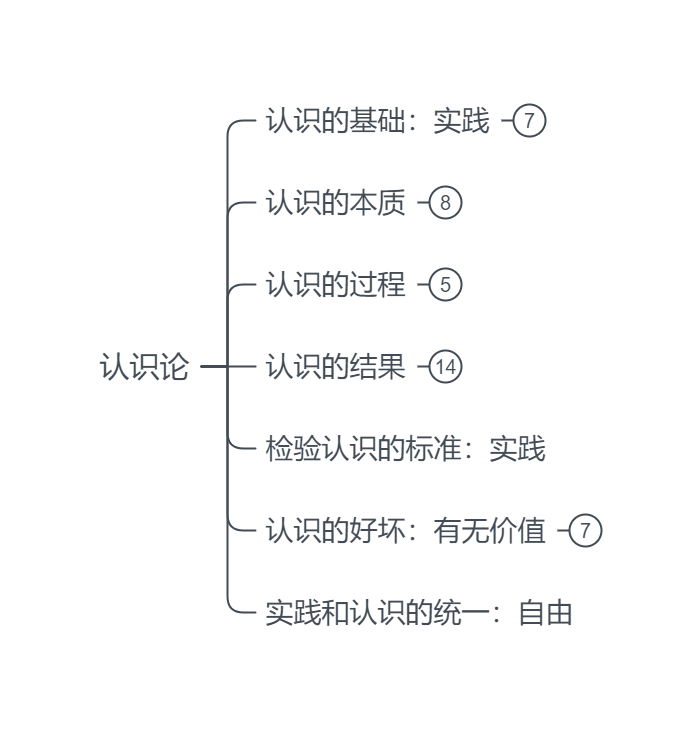 认识的基础：实践 7
认识的本质 8
认识的过程 5
认识论
认识的结果 14
检验认识的标准：实践
认识的好坏：有无价值 7
实践和认识的统一：自由